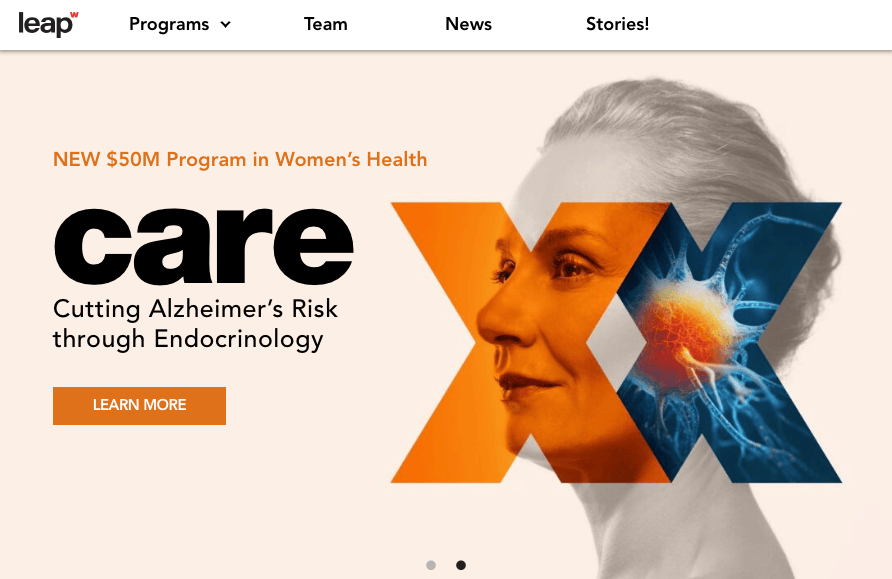 leap w
Programs
Team
News
Stories!
NEW $50M Program in Women’s Health
care
Cutting Alzheimer’s Risk
through Endocrinology
LEARN MORE
XX